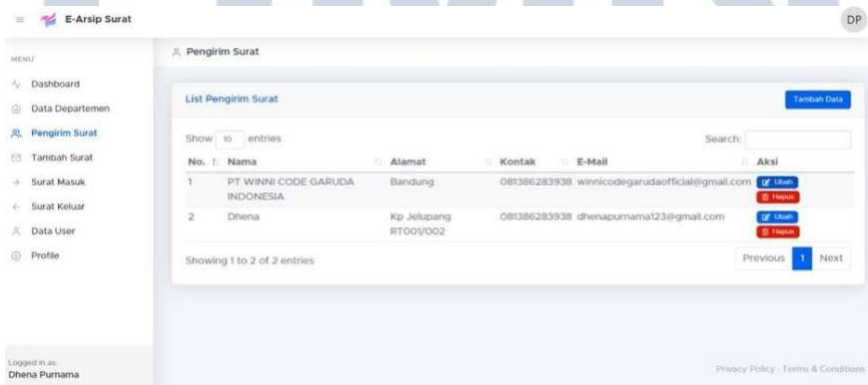 E-Arsip Surat
DP
MENU
Dashboard
Data Departemen
Pengirim Surat
Tambah Surat
Surat Masuk
Surat Keluar
Data User
Profile
Logged in as:
Dhena Purnama
Pengirim Surat
List Pengirim Surat
Tambah Data
Show 10 entries
Search:
No. Nama Alamat Kontak E-Mail Aksi
1 PT WINNI CODE GARUDA Bandung 081386283938 winnicodegarudaofficial@gmail.com Ubah
INDONESIA Hapus
2 Dhena Kp Jelupang 081386283938 dhenapurnama123@gmail.com Ubah
RT001/002 Hapus
Showing 1 to 2 of 2 entries
Previous 1 Next
Privacy Policy · Terms & Conditions